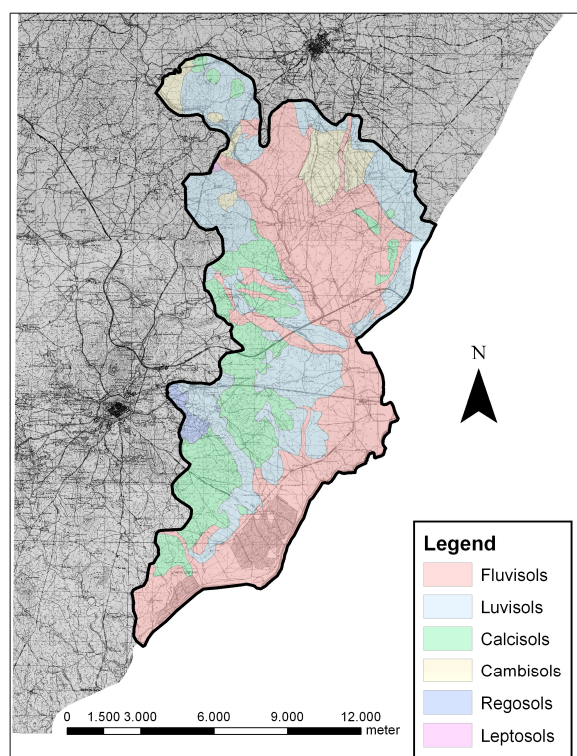 N
Legend
Fluvisols
Luvisols
Calcisols
Cambisols
Regosols
Leptosols
0 1.500 3.000 6.000 9.000 12.000
meter